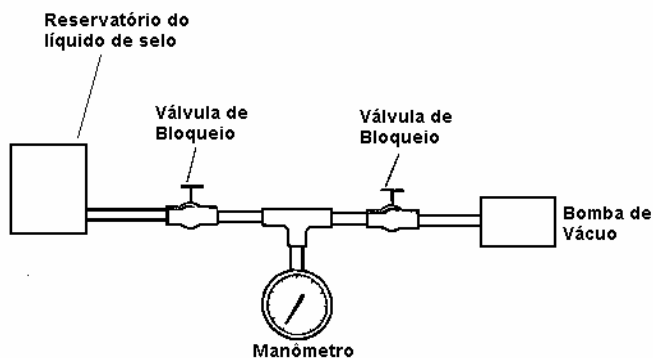 Reservatório do
líquido de selo
Válvula de
Bloqueio
Válvula de
Bloqueio
Bomba de
Vácuo
Manômetro